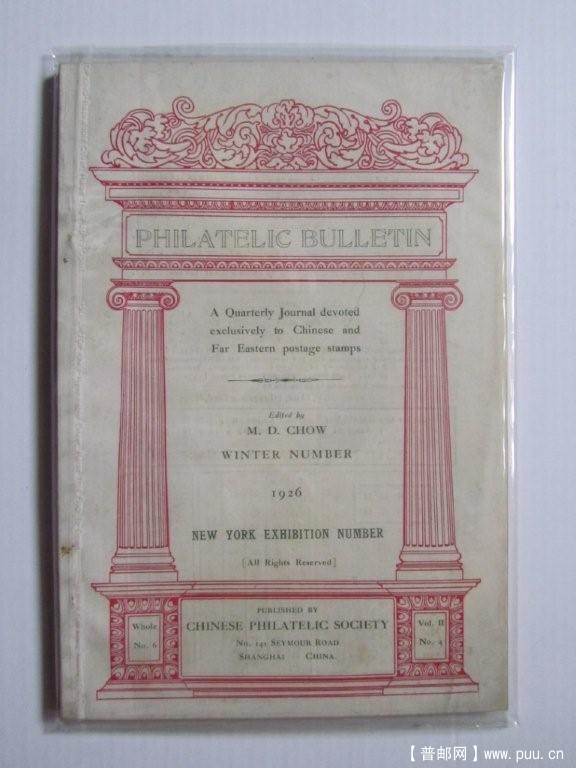 PHILATELIC BULLETIN
A Quarterly Journal devoted
exclusively to Chinese and
Far Eastern postage stamps
Edited by
M. D. CHOW
WINTER NUMBER
1926
NEW YORK EXHIBITION NUMBER
[All Rights Reserved]
PUBLISHED BY
CHINESE PHILATELIC SOCIETY
No. 141 SEYMOUR ROAD
SHANGHAI CHINA.
Whole
No. 6
Vol. II
No. 4
【普邮网】www.puu.cn